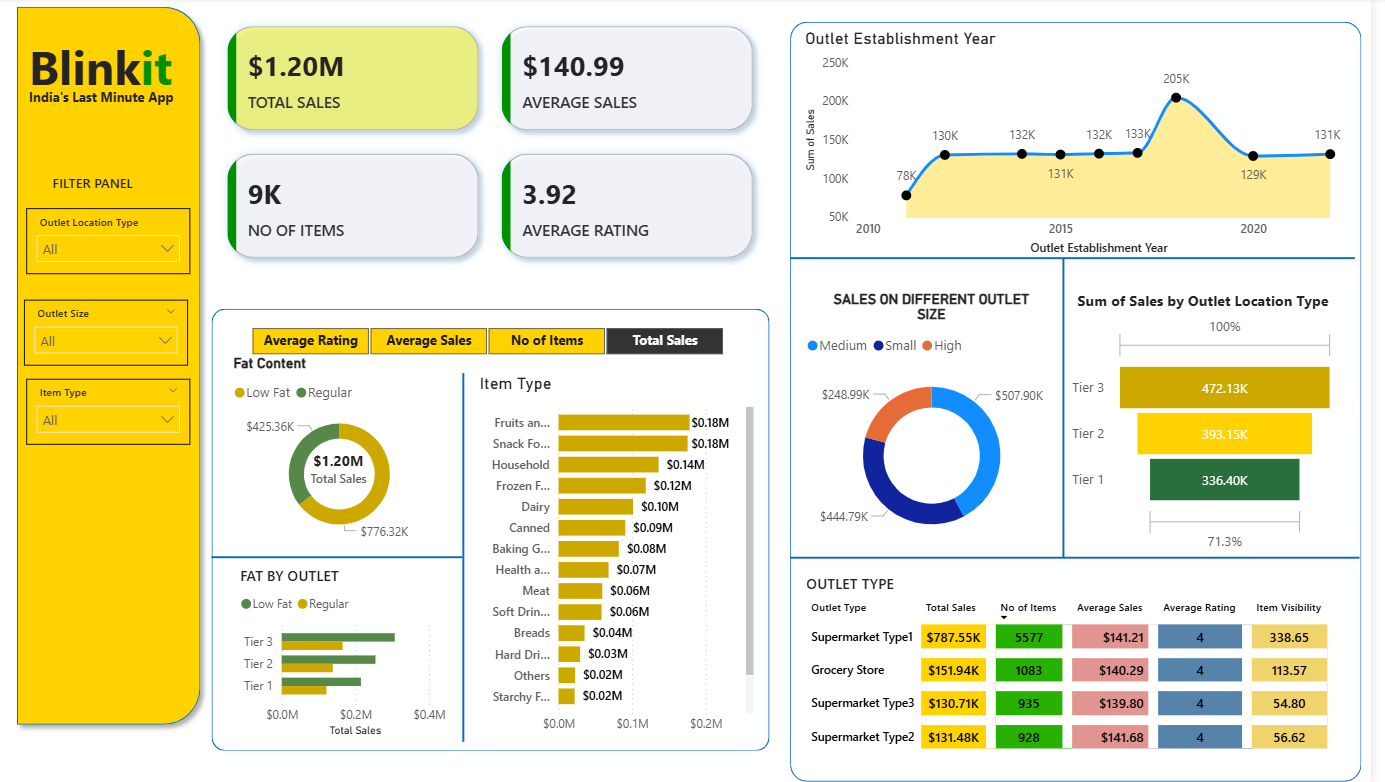 Blinkit
India's Last Minute App
FILTER PANEL
Outlet Location Type
All
Outlet Size
All
Item Type
All
$1.20M
TOTAL SALES
$140.99
AVERAGE SALES
9K
NO OF ITEMS
3.92
AVERAGE RATING
Average Rating Average Sales No of Items Total Sales
Fat Content
Low Fat Regular
$425.36K
$1.20M
Total Sales
$776.32K
FAT BY OUTLET
Low Fat Regular
Tier 3
Tier 2
Tier 1
$0.0M $0.2M $0.4M
Total Sales
Item Type
Fruits an... $0.18M
Snack Fo... $0.18M
Household $0.14M
Frozen F... $0.12M
Dairy $0.10M
Canned $0.09M
Baking G... $0.08M
Health a... $0.07M
Meat $0.06M
Soft Drin... $0.06M
Breads $0.04M
Hard Dri... $0.03M
Others $0.02M
Starchy F... $0.02M
$0.0M $0.1M $0.2M
Outlet Establishment Year
Sum of Sales
250K
200K
150K
100K
50K
78K 130K 132K 131K 132K 133K 205K 129K 131K
2010 2015 2020
Outlet Establishment Year
SALES ON DIFFERENT OUTLET
SIZE
Medium Small High
$248.99K
$507.90K
$444.79K
Sum of Sales by Outlet Location Type
100%
Tier 3 472.13K
Tier 2 393.15K
Tier 1 336.40K
71.3%
OUTLET TYPE
Outlet Type Total Sales No of Items Average Sales Average Rating Item Visibility
Supermarket Type1 $787.55K 5577 $141.21 4 338.65
Grocery Store $151.94K 1083 $140.29 4 113.57
Supermarket Type3 $130.71K 935 $139.80 4 54.80
Supermarket Type2 $131.48K 928 $141.68 4 56.62